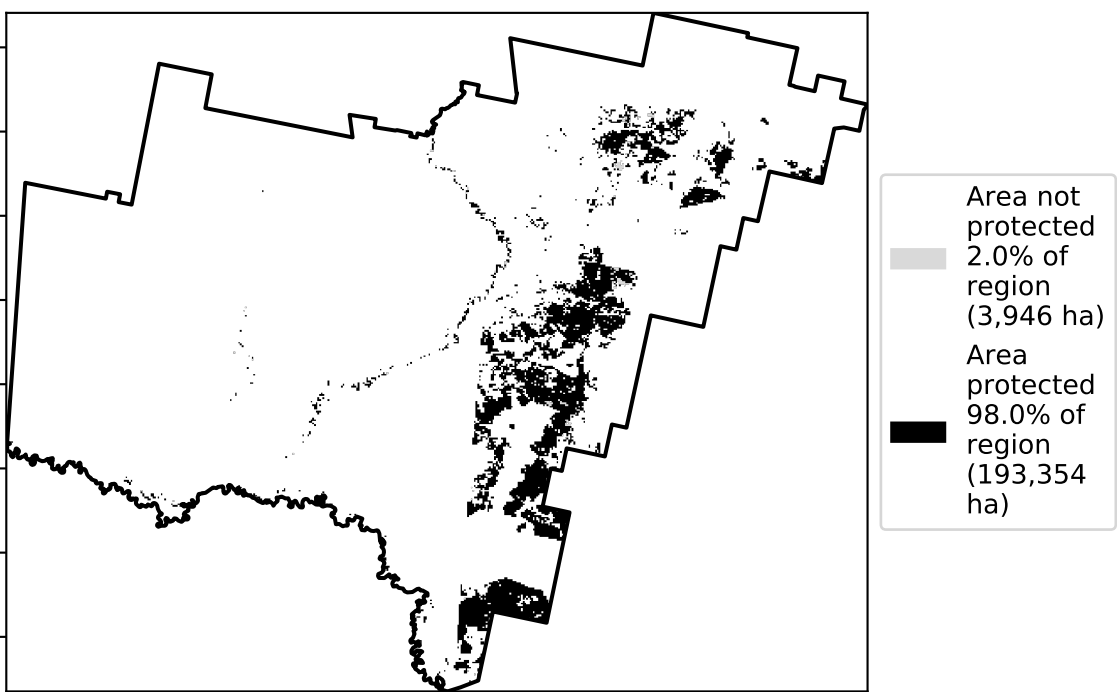 Area not
protected
2.0% of
region
(3,946 ha)
Area
protected
98.0% of
region
(193,354
ha)